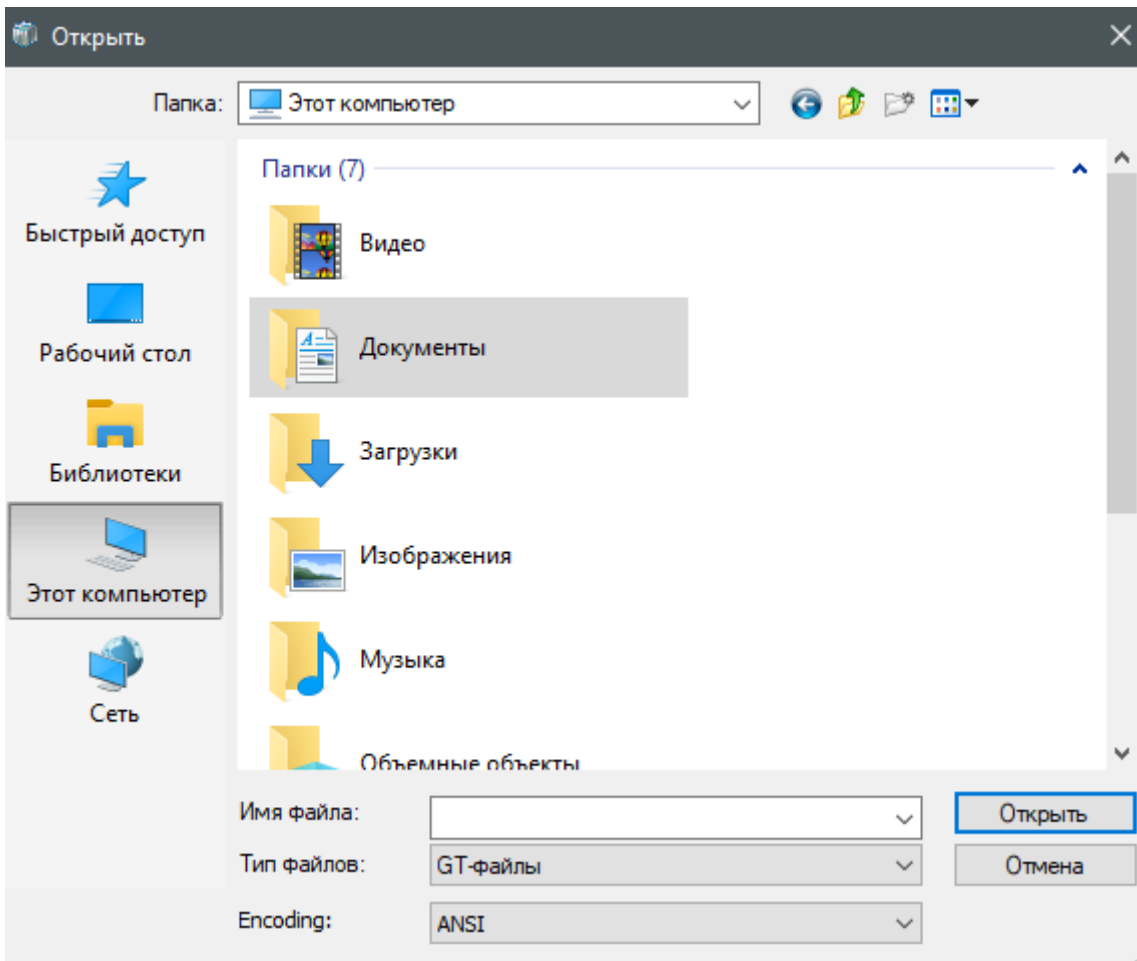 Открыть
Папка: Этот компьютер
Быстрый доступ
Рабочий стол
Библиотеки
Этот компьютер
Сеть
Папки (7)
Видео
Документы
Загрузки
Изображения
Музыка
Объемные объекты
Имя файла:
Открыть
Тип файлов: GT-файлы
Отмена
Encoding: ANSI